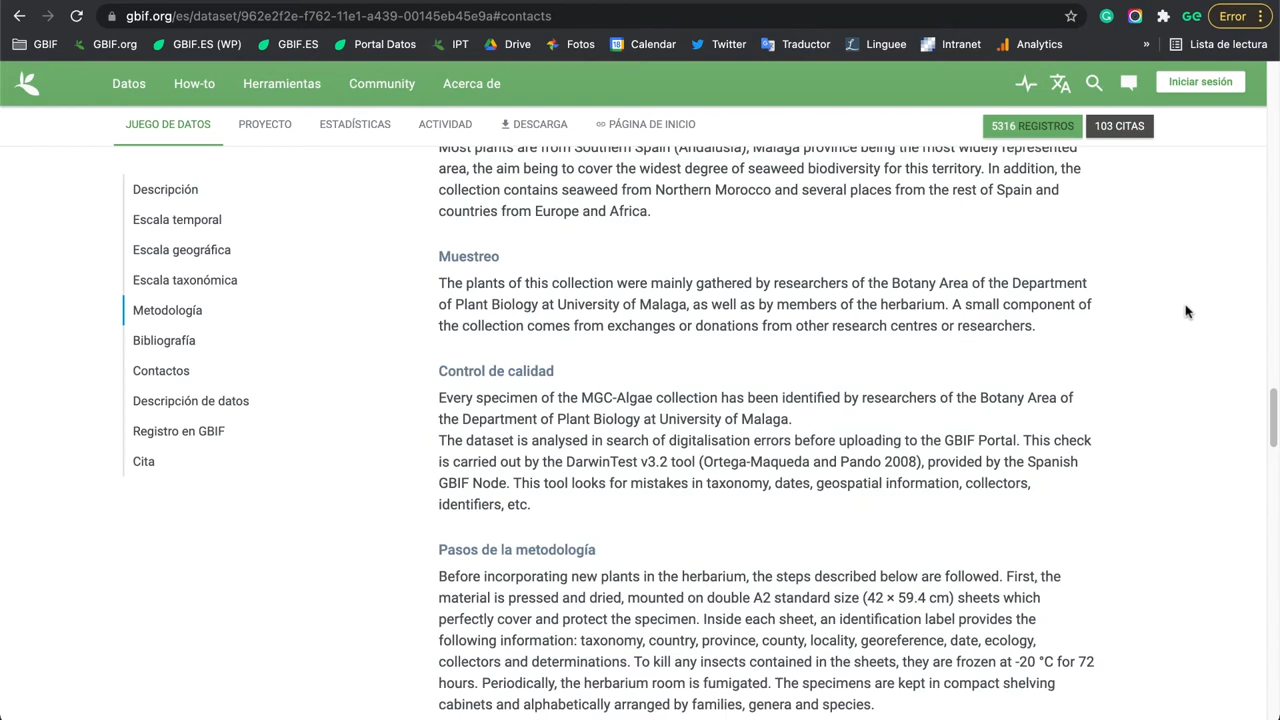 gbif.org/es/dataset/962e2f2e-f762-11e1-a439-00145eb45e9a#contacts
GE
Error
GBIF
GBIF.org
GBIF.ES (WP)
GBIF.ES
Portal Datos
IPT
Drive
Fotos
18
Calendar
Twitter
Traductor
Linguee
Intranet
Analytics
»
Lista de lectura
Datos
How-to
Herramientas
Community
Acerca de
Iniciar sesión
JUEGO DE DATOS
PROYECTO
ESTADÍSTICAS
ACTIVIDAD
DESCARGA
PÁGINA DE INICIO
5316 REGISTROS
103 CITAS
Descripción
Escala temporal
Escala geográfica
Escala taxonómica
Metodología
Bibliografía
Contactos
Descripción de datos
Registro en GBIF
Cita
Most plants are from Southern Spain (Andalusia), Malaga province being the most widely represented
area, the aim being to cover the widest degree of seaweed biodiversity for this territory. In addition, the
collection contains seaweed from Northern Morocco and several places from the rest of Spain and
countries from Europe and Africa.
Muestreo
The plants of this collection were mainly gathered by researchers of the Botany Area of the Department
of Plant Biology at University of Malaga, as well as by members of the herbarium. A small component of
the collection comes from exchanges or donations from other research centres or researchers.
Control de calidad
Every specimen of the MGC-Algae collection has been identified by researchers of the Botany Area of
the Department of Plant Biology at University of Malaga.
The dataset is analysed in search of digitalisation errors before uploading to the GBIF Portal. This check
is carried out by the DarwinTest v3.2 tool (Ortega-Maqueda and Pando 2008), provided by the Spanish
GBIF Node. This tool looks for mistakes in taxonomy, dates, geospatial information, collectors,
identifiers, etc.
Pasos de la metodología
Before incorporating new plants in the herbarium, the steps described below are followed. First, the
material is pressed and dried, mounted on double A2 standard size (42 × 59.4 cm) sheets which
perfectly cover and protect the specimen. Inside each sheet, an identification label provides the
following information: taxonomy, country, province, county, locality, georeference, date, ecology,
collectors and determinations. To kill any insects contained in the sheets, they are frozen at -20 °C for 72
hours. Periodically, the herbarium room is fumigated. The specimens are kept in compact shelving
cabinets and alphabetically arranged by families, genera and species.